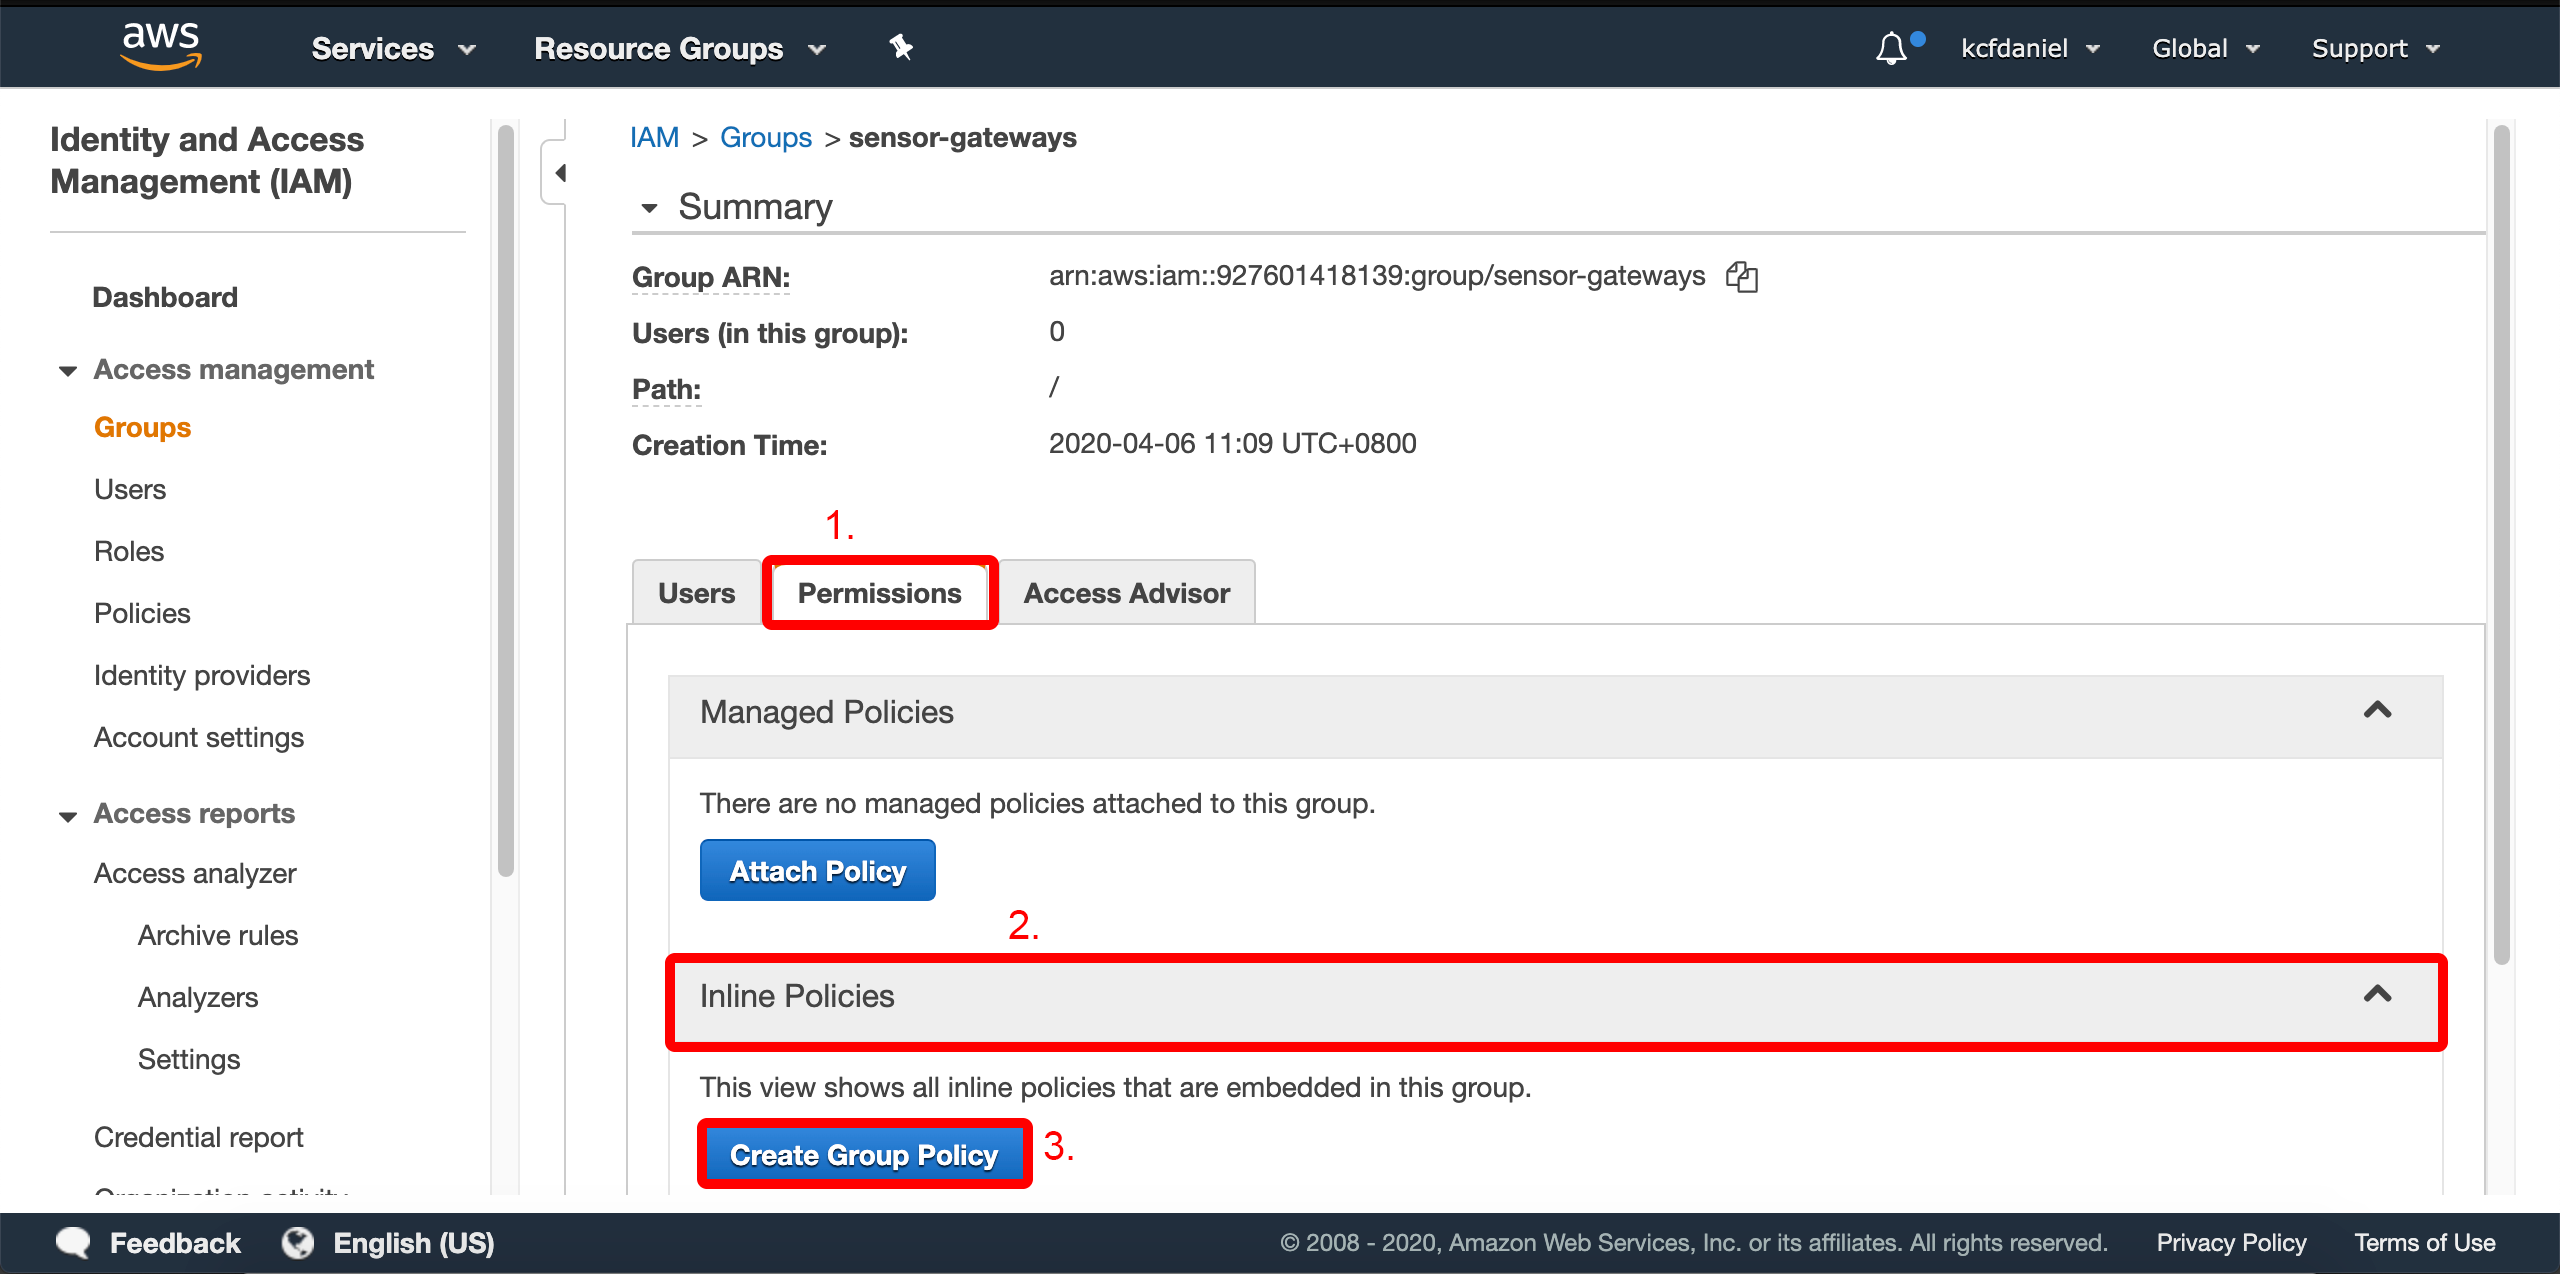 aws
Services
Resource Groups
kcfdaniel
Global
Support
Identity and Access
Management (IAM)
Dashboard
Access management
Groups
Users
Roles
Policies
Identity providers
Account settings
Access reports
Access analyzer
Archive rules
Analyzers
Settings
Credential report
Organization activity
IAM > Groups > sensor-gateways
Summary
Group ARN: arn:aws:iam::927601418139:group/sensor-gateways
Users (in this group): 0
Path: /
Creation Time: 2020-04-06 11:09 UTC+0800
1.
Users
Permissions
Access Advisor
Managed Policies
There are no managed policies attached to this group.
Attach Policy
2.
Inline Policies
This view shows all inline policies that are embedded in this group.
Create Group Policy 3.
Feedback
English (US)
© 2008 - 2020, Amazon Web Services, Inc. or its affiliates. All rights reserved.
Privacy Policy
Terms of Use